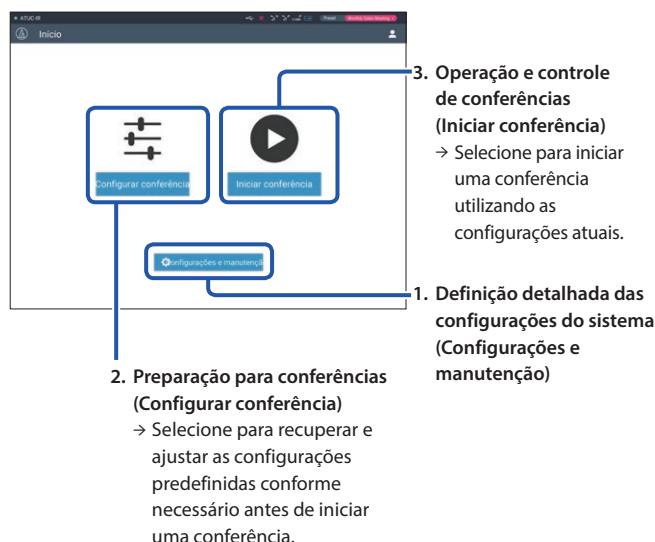 ATUC-IR
Preset
Monthly Sales Meeting
Início
Configurar conferência
Iniciar conferência
Configurações e manutençã
3. Operação e controle
de conferências
(Iniciar conferência)
→ Selecione para iniciar
uma conferência
utilizando as
configurações atuais.
1. Definição detalhada das
configurações do sistema
(Configurações e
manutenção)
2. Preparação para conferências
(Configurar conferência)
→ Selecione para recuperar e
ajustar as configurações
predefinidas conforme
necessário antes de iniciar
uma conferência.